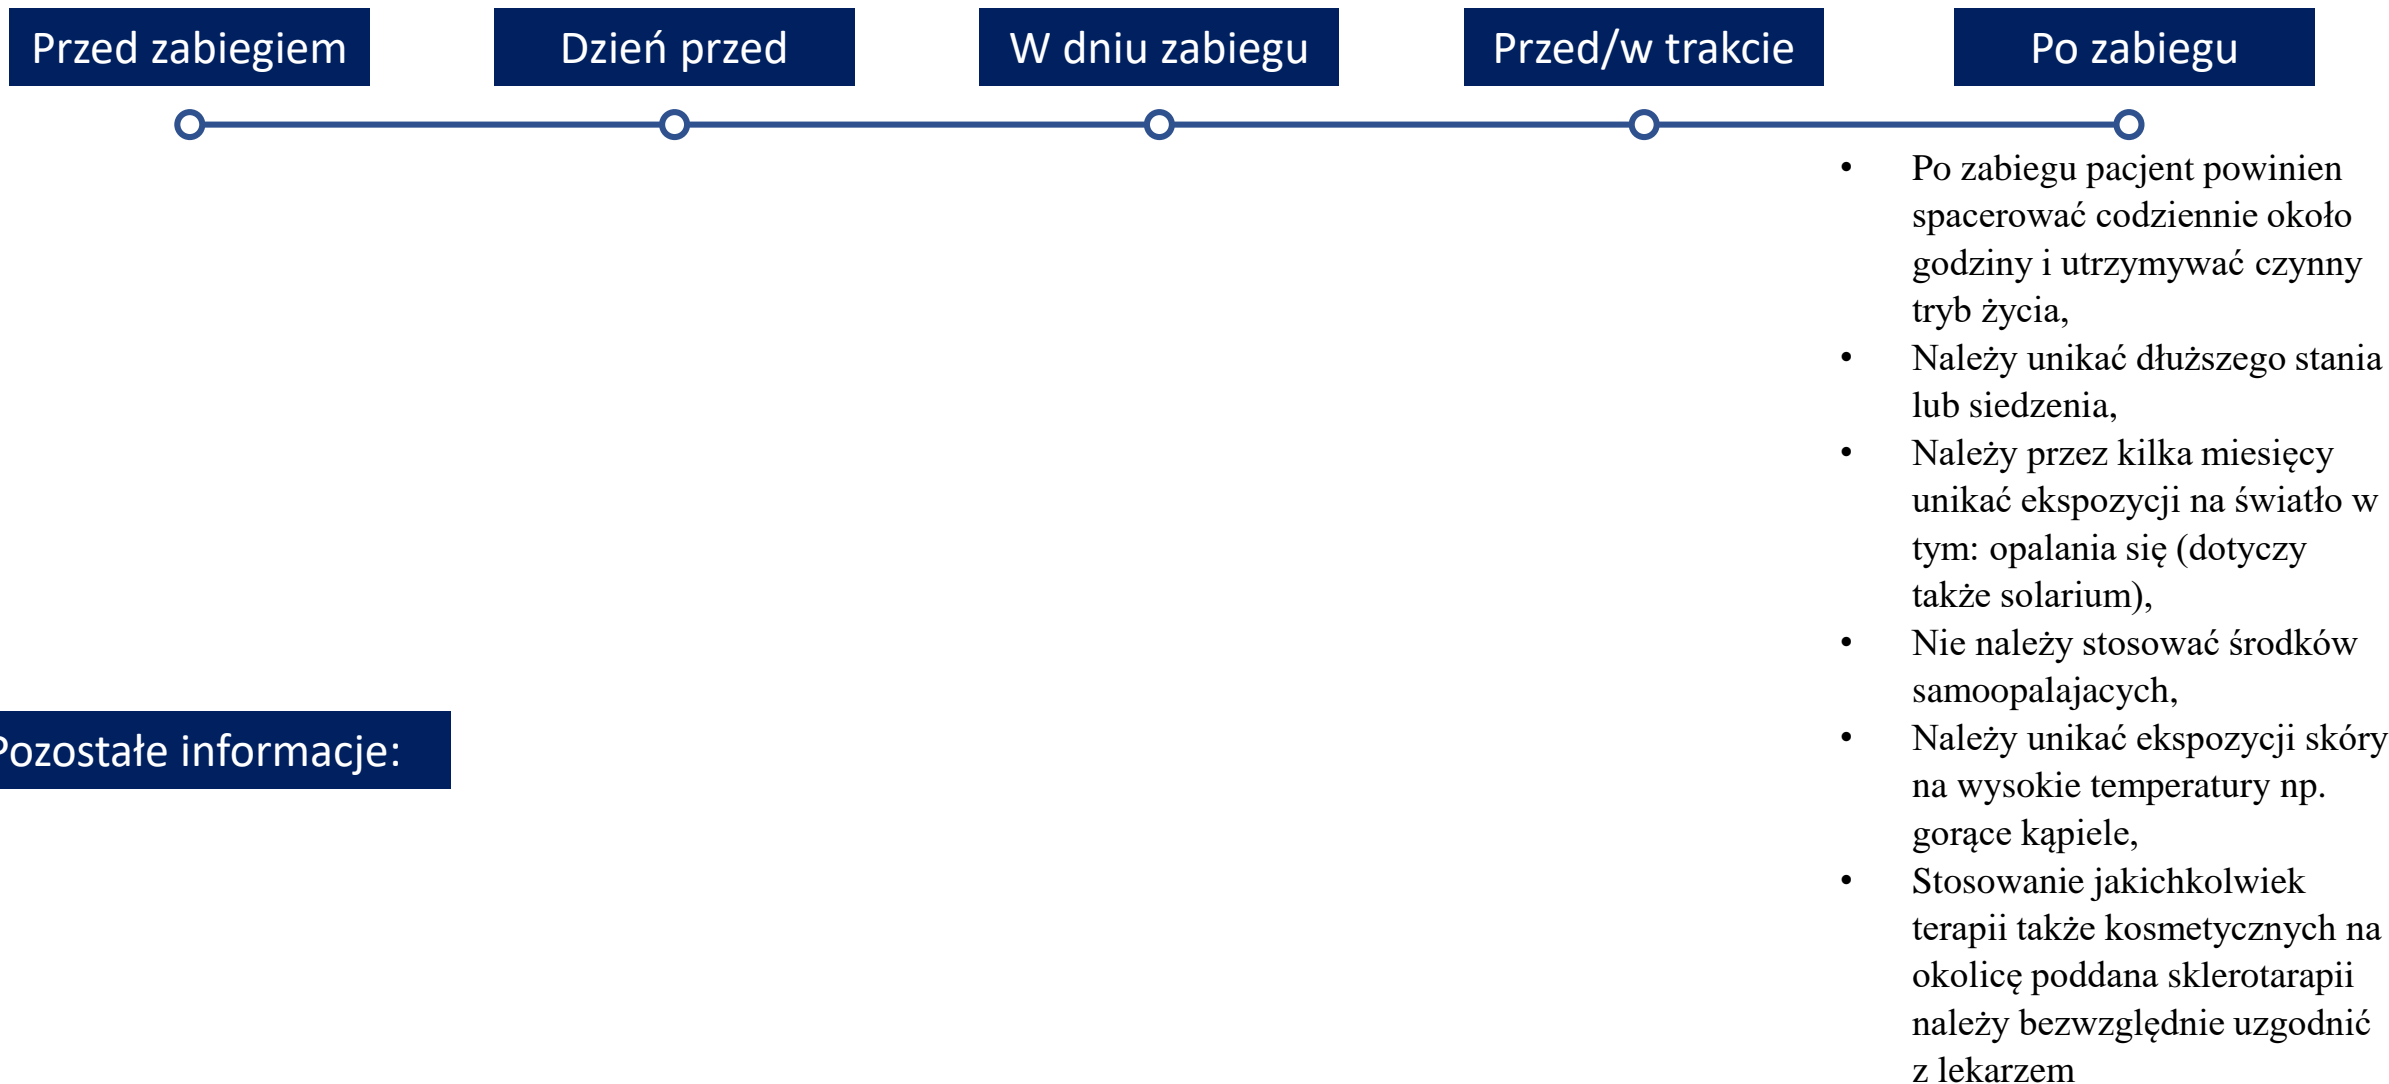 Przed zabiegiem
Dzień przed
W dniu zabiegu
Przed/w trakcie
Po zabiegu
• Po zabiegu pacjent powinien
spacerować codziennie około
godziny i utrzymywać czynny
tryb życia,
• Należy unikać dłuższego stania
lub siedzenia,
• Należy przez kilka miesięcy
unikać ekspozycji na światło w
tym: opalania się (dotyczy
także solarium),
• Nie należy stosować środków
samoopalajacych,
• Należy unikać ekspozycji skóry
na wysokie temperatury np.
gorące kąpiele,
• Stosowanie jakichkolwiek
terapii także kosmetycznych na
okolicę poddana sklerotarapii
należy bezwzględnie uzgodnić
z lekarzem
Pozostałe informacje: